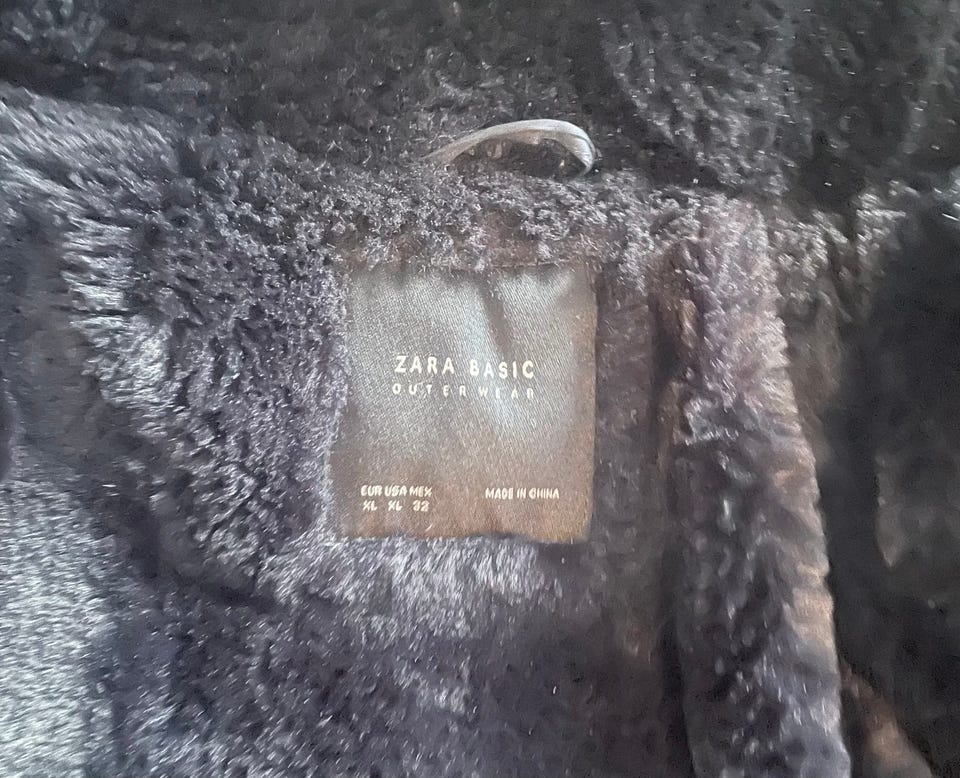 ZARA BASIC
OUTERWEAR
EUR USA MEX
XL XL 32
MADE IN CHINA